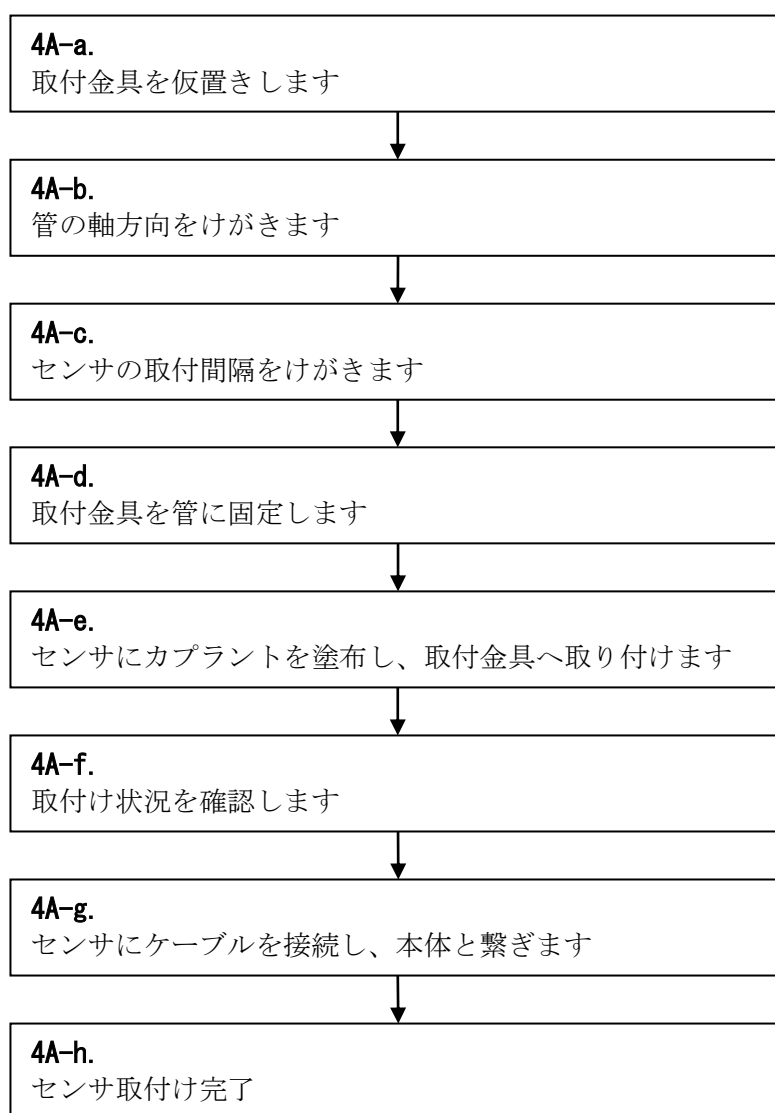 4A-a.
取付金具を仮置きします
4A-b.
管の軸方向をけがきます
4A-c.
センサの取付間隔をけがきます
4A-d.
取付金具を管に固定します
4A-e.
センサにカプラントを塗布し、取付金具へ取り付けます
4A-f.
取付け状況を確認します
4A-g.
センサにケーブルを接続し、本体と繋ぎます
4A-h.
センサ取付け完了